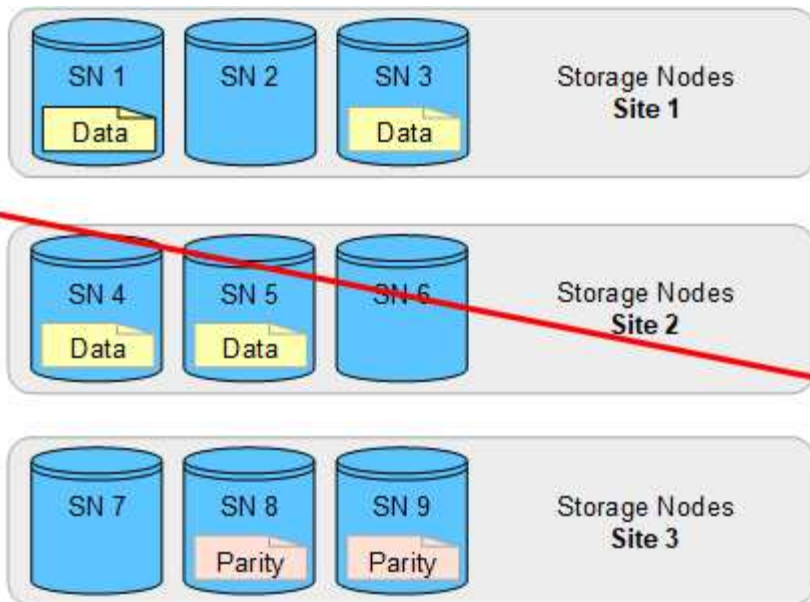 SN 1
SN 2
SN 3
Storage Nodes
Site 1
Data
Data
SN 4
SN 5
SN 6
Storage Nodes
Site 2
Data
Data
SN 7
SN 8
SN 9
Storage Nodes
Site 3
Parity
Parity